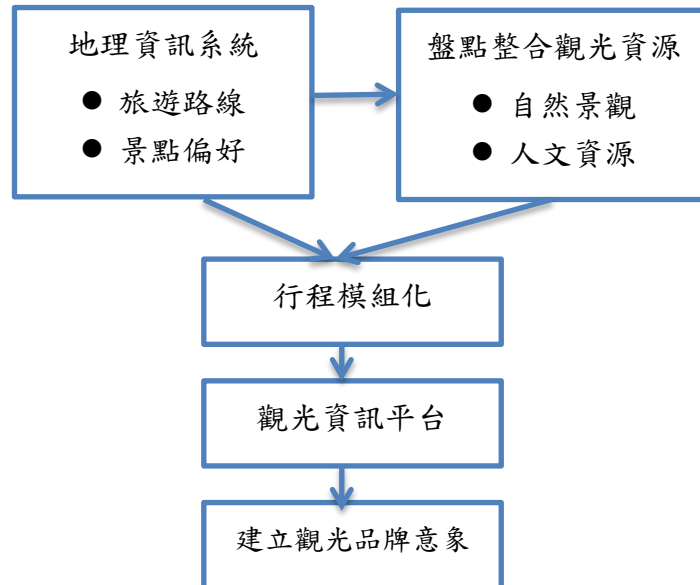 地理資訊系統
● 旅遊路線
● 景點偏好
盤點整合觀光資源
● 自然景觀
● 人文資源
行程模組化
觀光資訊平台
建立觀光品牌意象